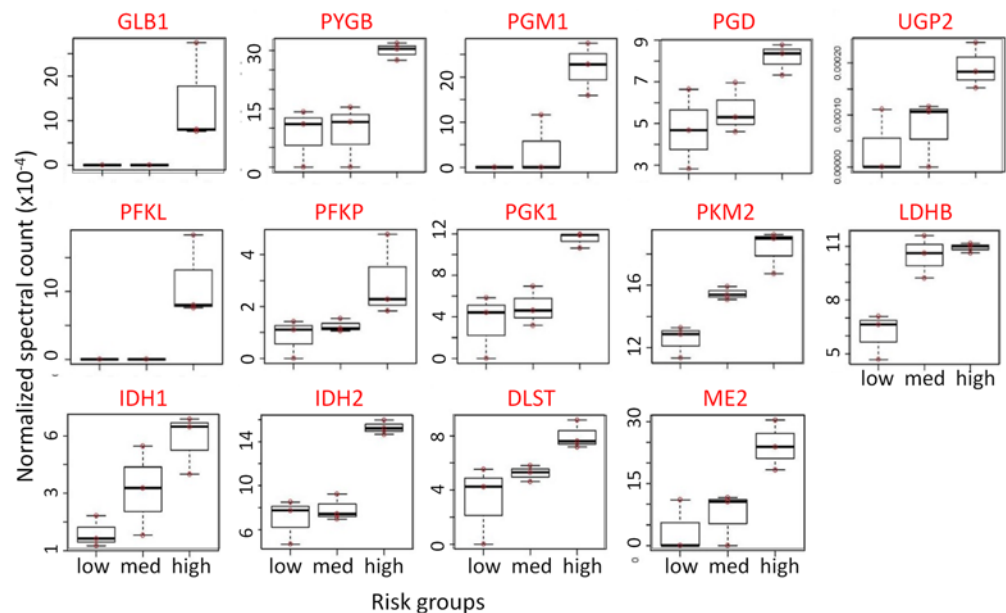 GLB1 PYGB PGM1 PGD UGP2
20 10 0
30 15 0
20 10 0
9 7 5 3
0.00020 0.00010 0.00000
PFKL PFKP PGK1 PKM2 LDHB
10 0
4 2 1 0
12 8 4 0
16 14 12
11 8 5
low med high
IDH1 IDH2 DLST ME2
6 3 1
14 8 6
8 4 0
30 15 0 0
low med high low med high low med high low med high
Normalized spectral count (x10-4)
Risk groups